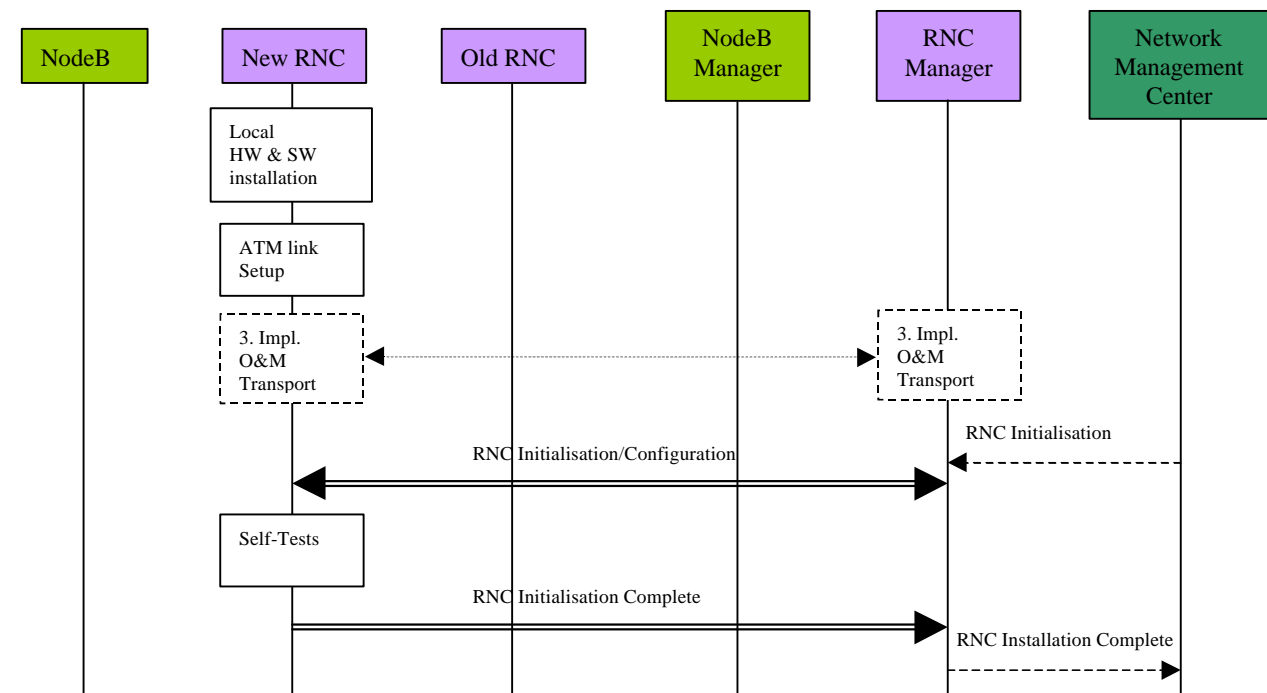 NodeB
New RNC
Old RNC
NodeB
Manager
RNC
Manager
Network
Management
Center
Local
HW & SW
installation
ATM link
Setup
3. Impl.
O&M
Transport
3. Impl.
O&M
Transport
RNC Initialisation
RNC Initialisation/Configuration
Self-Tests
RNC Initialisation Complete
RNC Installation Complete